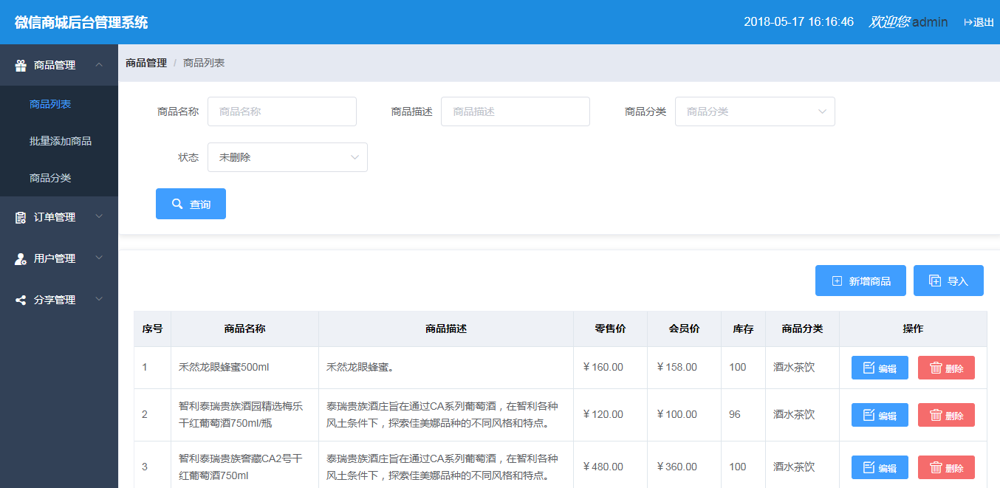 微信商城后台管理系统
2018-05-17 16:16:46 欢迎您admin 退出
商品管理
商品列表
批量添加商品
商品分类
订单管理
用户管理
分享管理
商品管理 / 商品列表
商品名称 商品名称 商品描述 商品描述 商品分类 商品分类
状态 未删除
查询
新增商品 导入
序号 商品名称 商品描述 零售价 会员价 库存 商品分类 操作
1 禾然龙眼蜂蜜500ml 禾然龙眼蜂蜜。 ￥160.00 ￥158.00 100 酒水茶饮 编辑 删除
2 智利泰瑞贵族酒园精选梅乐 泰瑞贵族酒庄旨在通过CA系列葡萄酒，在智利各种 ￥120.00 ￥100.00 96 酒水茶饮 编辑 删除
干红葡萄酒750ml/瓶 风土条件下，探索佳美娜品种的不同风格和特点。
3 智利泰瑞贵族窖藏CA2号干 泰瑞贵族酒庄旨在通过CA系列葡萄酒，在智利各种 ￥480.00 ￥360.00 100 酒水茶饮 编辑 删除
红葡萄酒750ml 风土条件下，探索佳美娜品种的不同风格和特点。